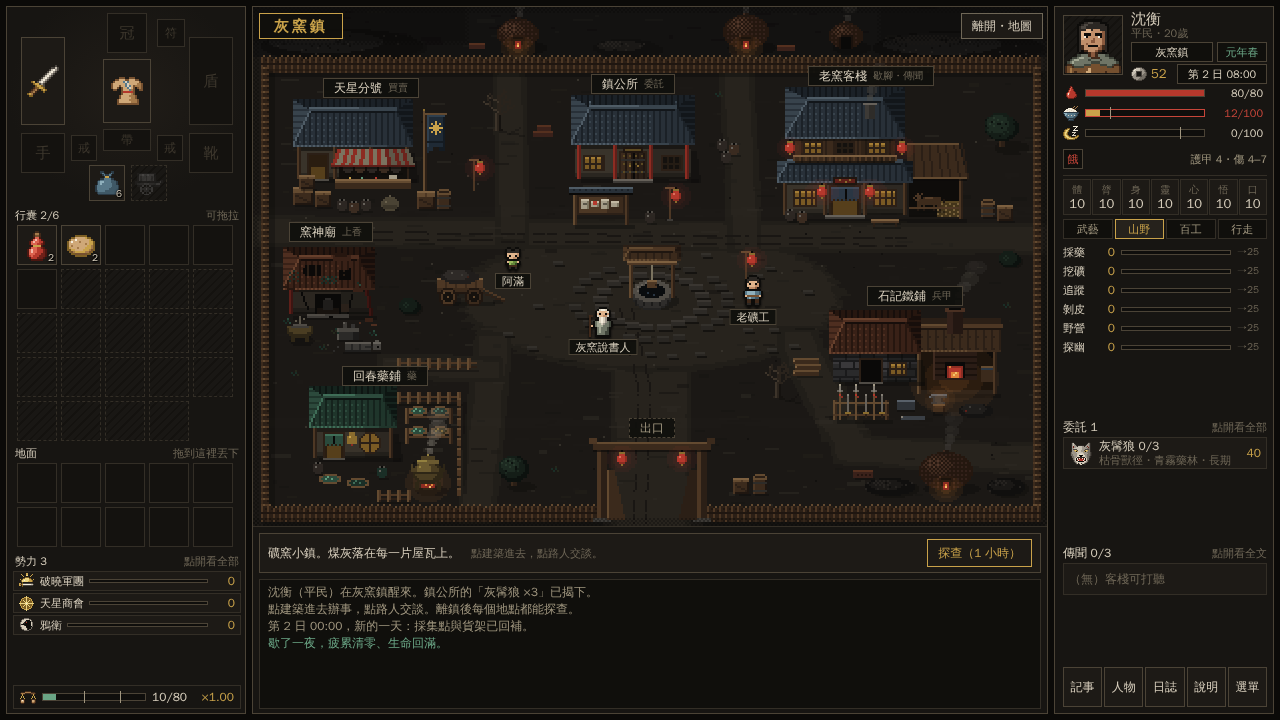 冠
符
盾
手
戒
帶
戒
靴
6
行囊 2/6
可拖拉
2
2
地面
拖到這裡丟下
勢力 3
點開看全部
破曉軍團 0
天星商會 0
鴉衛 0
10/80
×1.00
灰窯鎮
離開・地圖
天星分號 買賣
鎮公所 委託
老窯客棧 歇腳・傳聞
窯神廟 上香
阿滿
老礦工
灰窯說書人
石記鐵鋪 兵甲
回春藥鋪 藥
出口
礦窯小鎮。煤灰落在每一片屋瓦上。 點建築進去，點路人交談。
探查（1 小時）
沈衡（平民）在灰窯鎮醒來。鎮公所的「灰髯狼 ×3」已揭下。
點建築進去辦事，點路人交談。離鎮後每個地點都能探查。
第 2 日 00:00，新的一天：採集點與貨架已回補。
歇了一夜，疲累清零、生命回滿。
沈衡
平民・20歲
灰窯鎮
元年春
52
第 2 日 08:00
80/80
12/100
0/100
餓
護甲 4・傷 4–7
體 臂 身 靈 心 悟 口
10 10 10 10 10 10 10
武藝 山野 百工 行走
採藥 0 →25
挖礦 0 →25
追蹤 0 →25
剝皮 0 →25
野營 0 →25
探幽 0 →25
委託 1
點開看全部
灰髯狼 0/3
枯骨獸徑・青霧藥林・長期
40
傳聞 0/3
點開看全文
（無）客棧可打聽
記事 人物 日誌 說明 選單